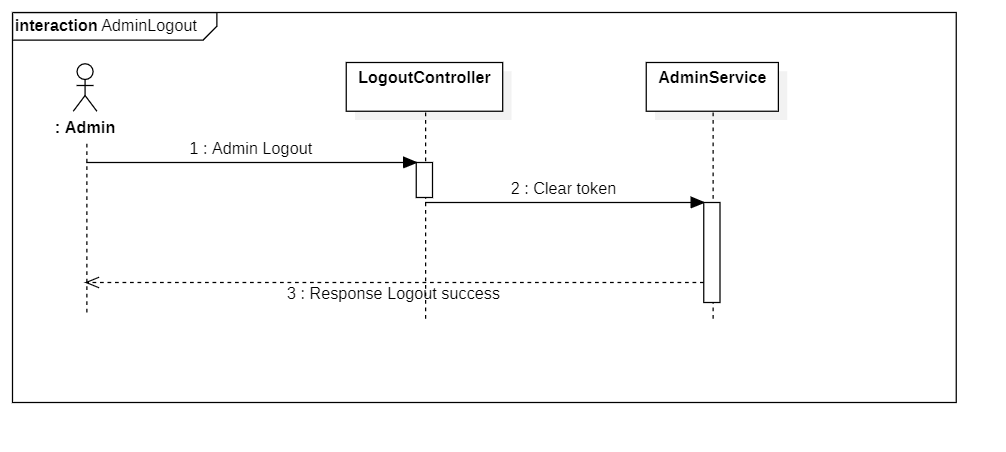 interaction AdminLogout
LogoutController
AdminService
: Admin
1 : Admin Logout
2 : Clear token
3 : Response Logout success